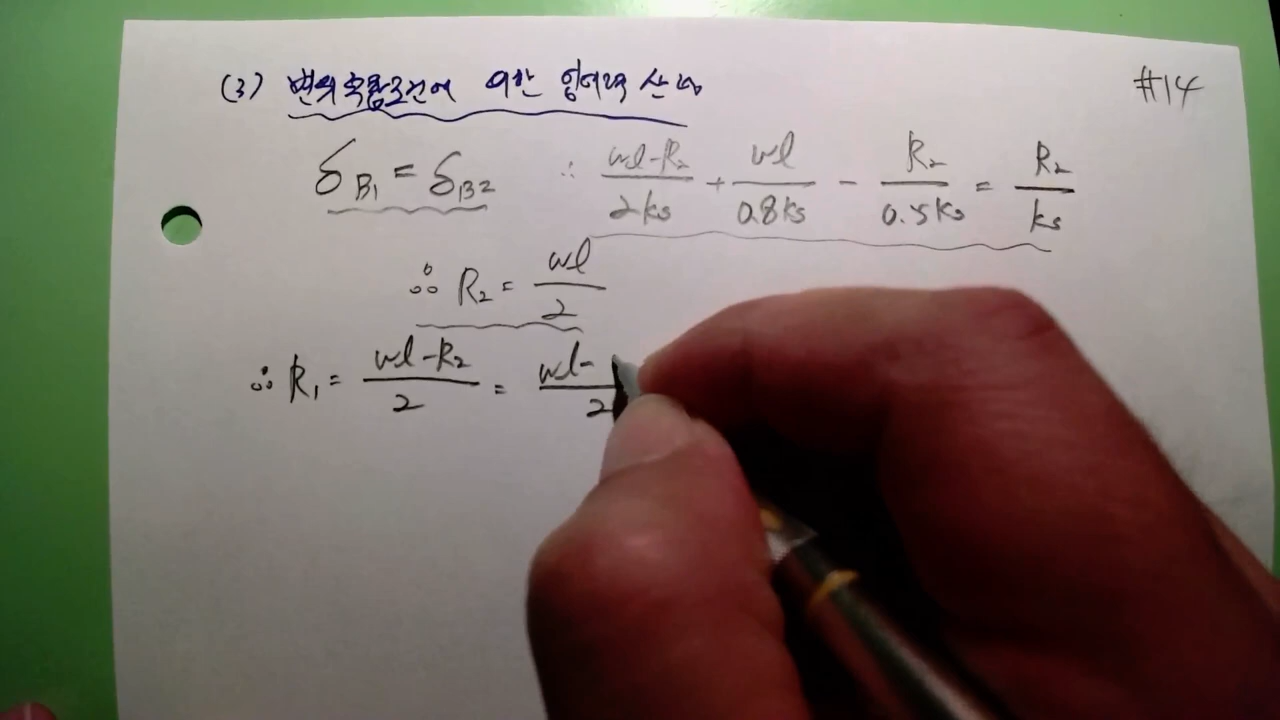 (3) 변위적합조건에 의한 잉여력 산정
#14
δB1 = δB2 ∴ (wl-R2)/(2ks) + wl/(0.8ks) - R2/(0.5ks) = R2/ks
∴ R2 = wl/2
∴ R1 = (wl-R2)/2 = (wl-)/2